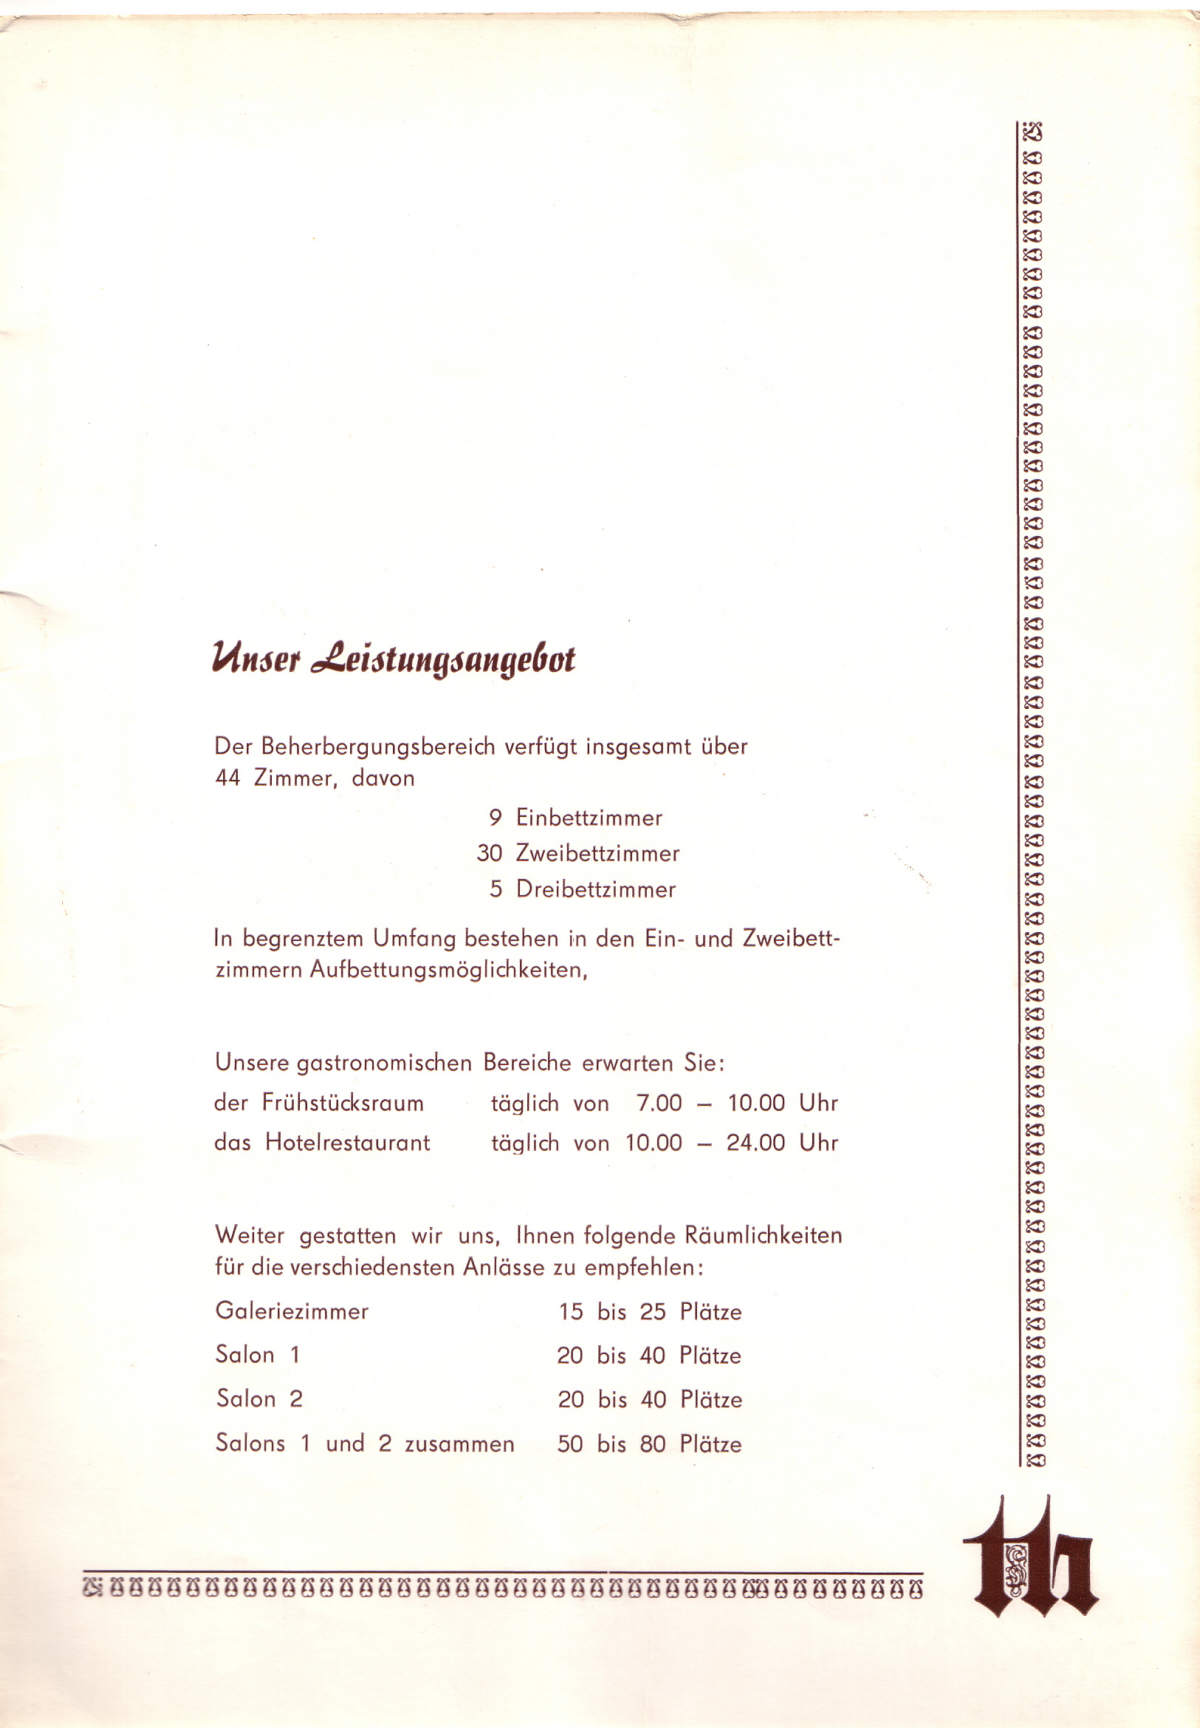 Unser Leistungsangebot
Der Beherbergungsbereich verfügt insgesamt über
44 Zimmer, davon
9 Einbettzimmer
30 Zweibettzimmer
5 Dreibettzimmer
In begrenztem Umfang bestehen in den Ein- und Zweibett-
zimmern Aufbettungsmöglichkeiten,
Unsere gastronomischen Bereiche erwarten Sie:
der Frühstücksraum täglich von 7.00 – 10.00 Uhr
das Hotelrestaurant täglich von 10.00 – 24.00 Uhr
Weiter gestatten wir uns, Ihnen folgende Räumlichkeiten
für die verschiedensten Anlässe zu empfehlen:
Galeriezimmer 15 bis 25 Plätze
Salon 1 20 bis 40 Plätze
Salon 2 20 bis 40 Plätze
Salons 1 und 2 zusammen 50 bis 80 Plätze
th